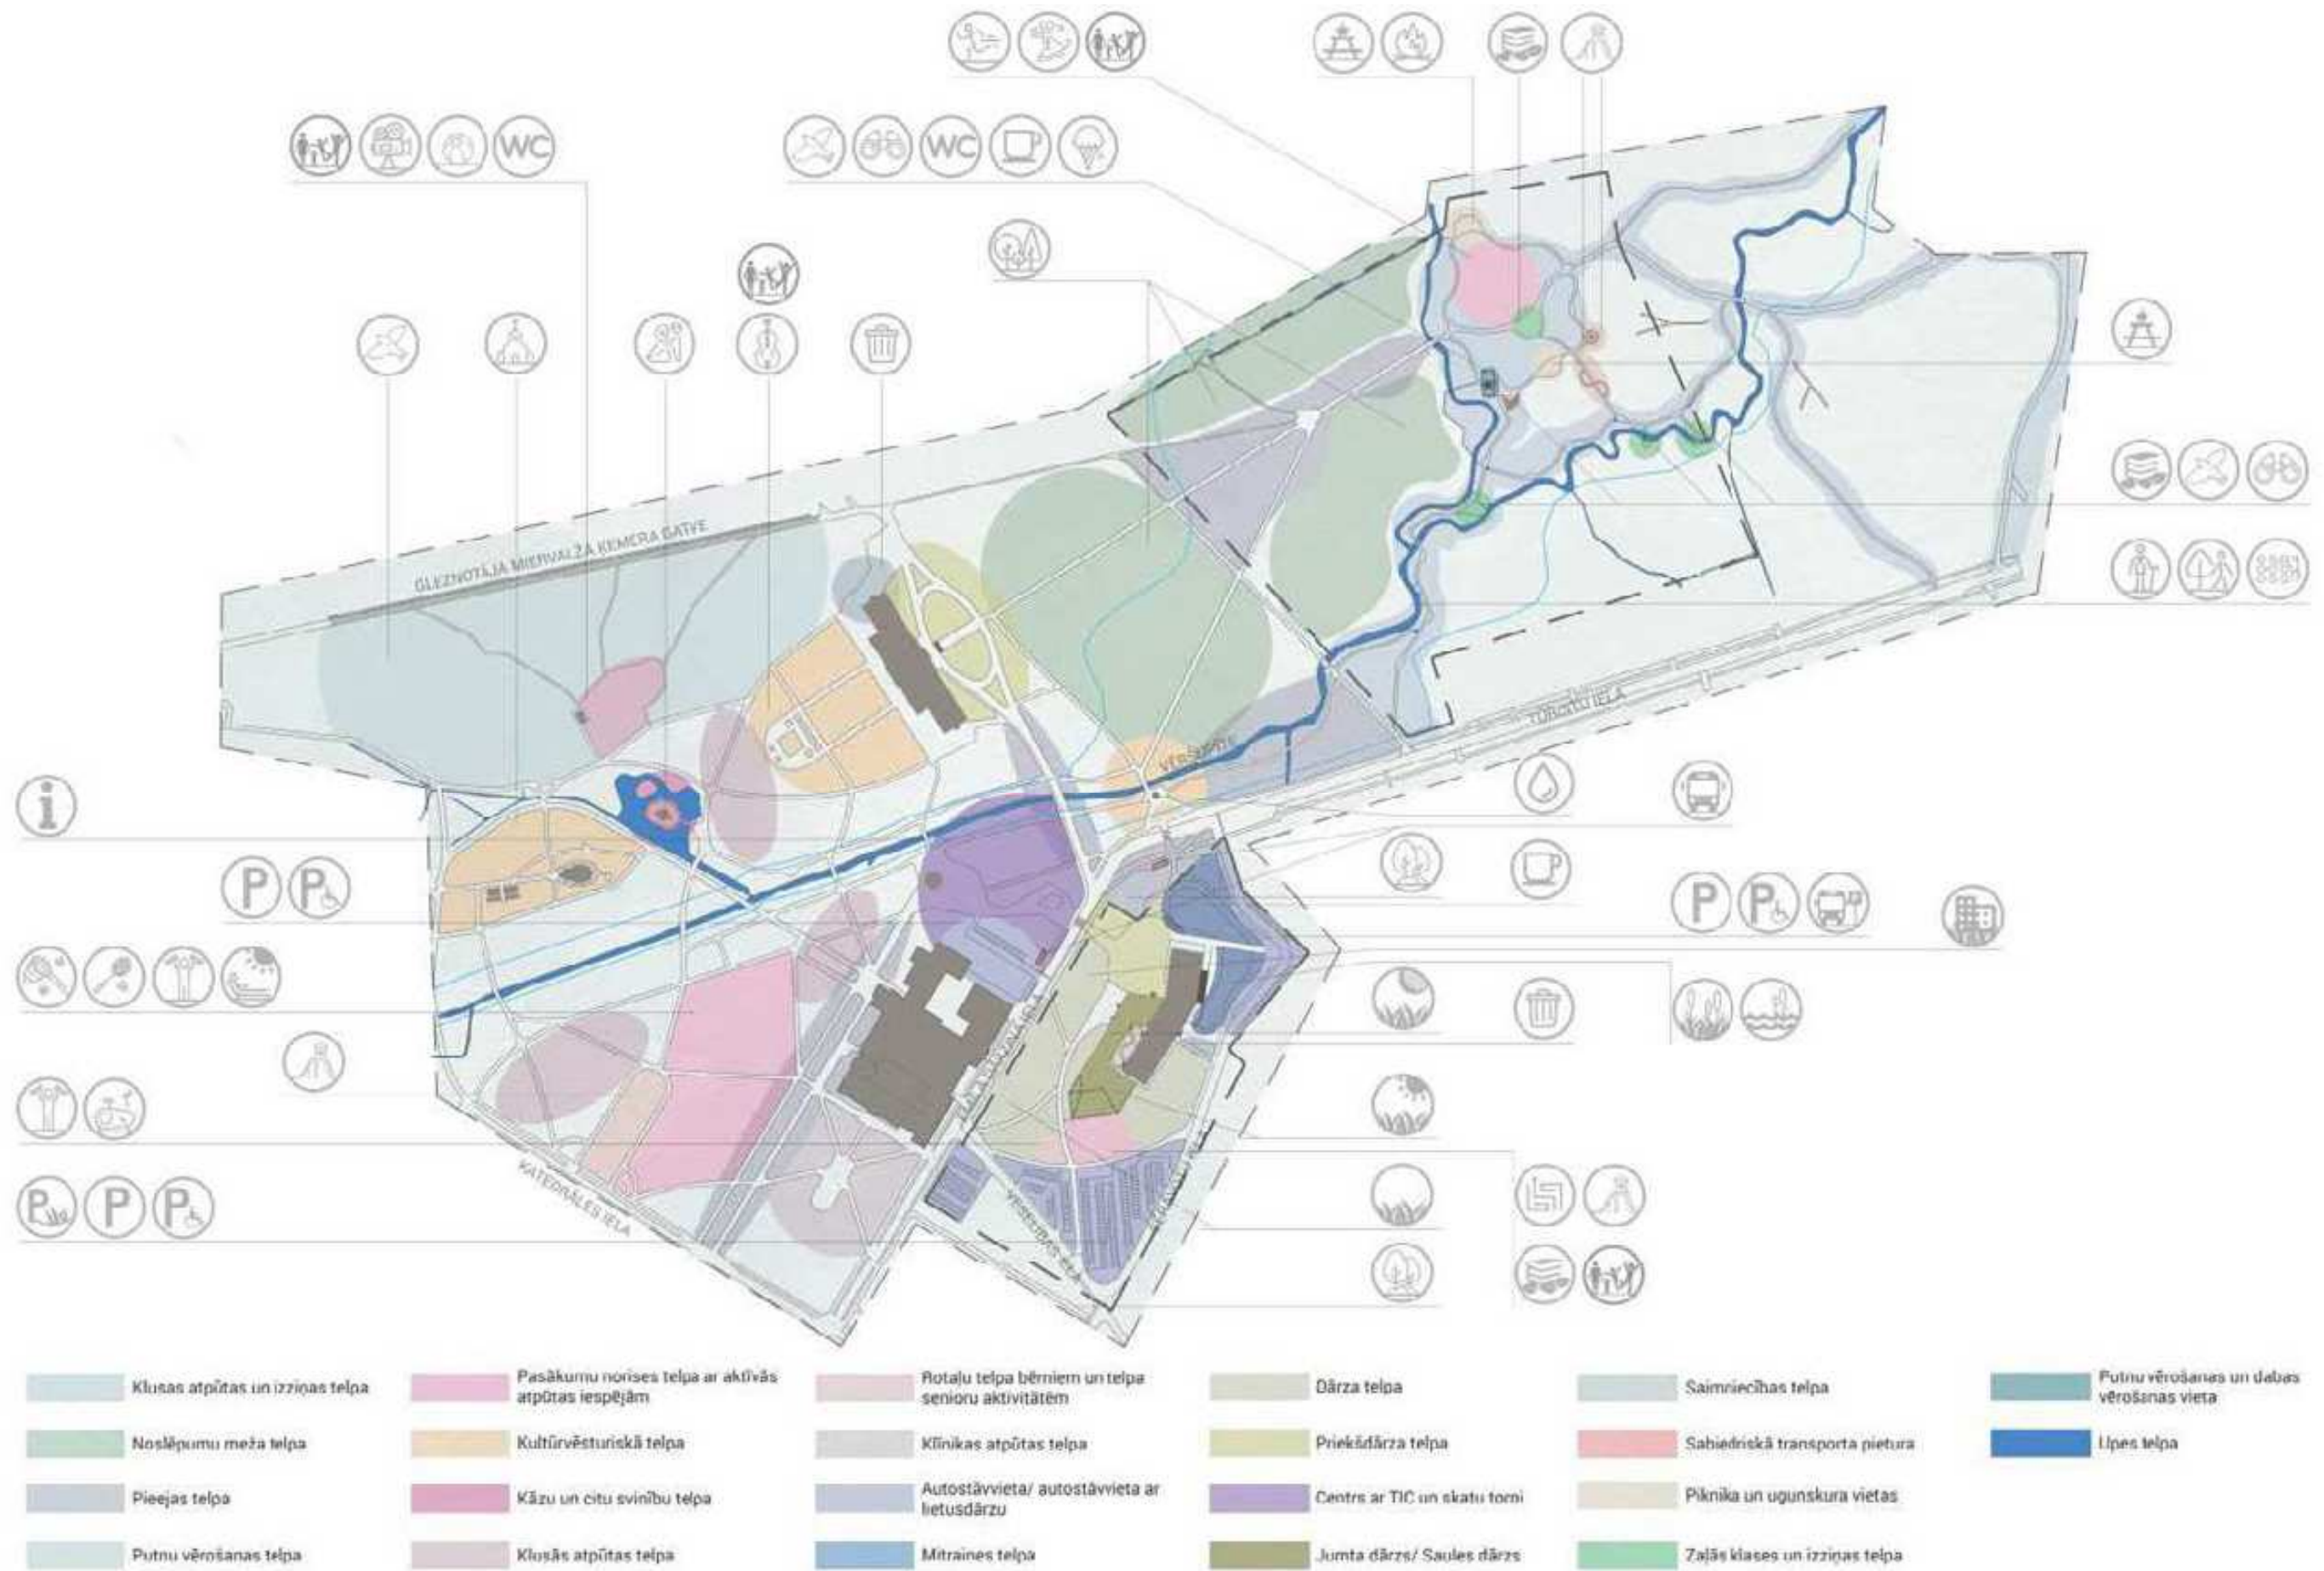 WC
WC
GLEZNOTĀJA MIERVALŽA ĶEMERA GATVE
TŪRISTU IELA
VĒRŠUPĪTE
i
P P
P P
P P P
KATEDRĀLES IELA
Klusas atpūtas un izziņas telpa
Noslēpumu meža telpa
Pieejas telpa
Putnu vērošanas telpa
Pasākumu norises telpa ar aktīvās
atpūtas iespējām
Kultūrvēsturiskā telpa
Kāzu un citu svinību telpa
Klusās atpūtas telpa
Rotaļu telpa bērniem un telpa
senioru aktivitātēm
Klīnikas atpūtas telpa
Autostāvvieta/ autostāvvieta ar
lietusdārzu
Mitraines telpa
Dārza telpa
Priekšdārza telpa
Centrs ar TIC un skatu torni
Jumta dārzs/ Saules dārzs
Saimniecības telpa
Sabiedriskā transporta pietura
Piknika un ugunskura vietas
Zaļās klases un izziņas telpa
Putnu vērošanas un dabas
vērošanas vieta
Upes telpa